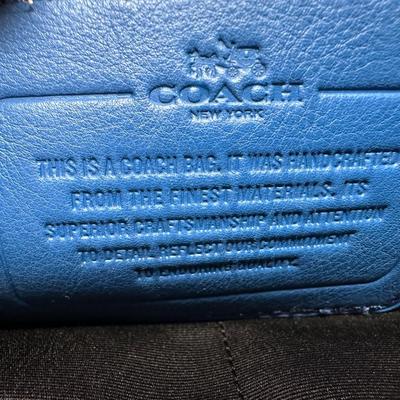 COACH
NEW YORK
THIS IS A COACH BAG. IT WAS HANDCRAFTED
FROM THE FINEST MATERIALS. ITS
SUPERIOR CRAFTSMANSHIP AND ATTENTION
TO DETAIL REFLECT OUR COMMITMENT
TO ENDURING QUALITY.